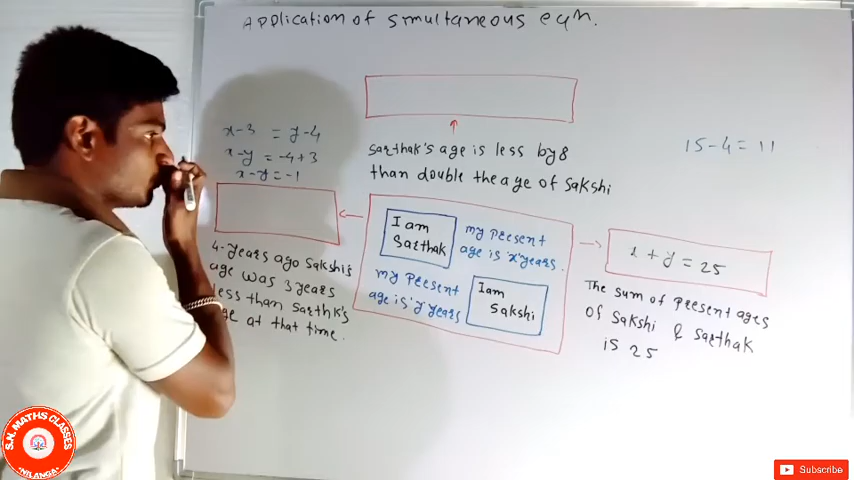 Application of simultaneous eqn.
x-3 = y-4
x-y = -4+3
x-y = -1
15-4 = 11
Sarthak's age is less by 8
than double the age of Sakshi
I am
Sarthak
my Present
age is 'x' years.
my Present
age is 'y' years
I am
Sakshi
x + y = 25
4-years ago Sakshi's
age was 3 years
less than Sarthk's
ge at that time.
The sum of Present ages
of Sakshi & Sarthak
is 25
S.N. MATHS CLASSES
NILANGA
Subscribe